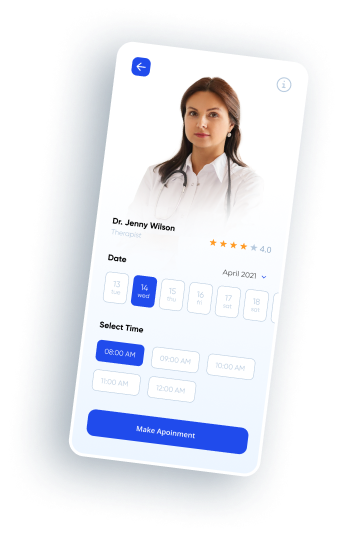 Dr. Jenny Wilson
Therapist
4.0
Date
April 2021
13 14 15 16 17 18
tue wed thu fri sat sat
Select Time
08:00 AM 09:00 AM 10:00 AM
11:00 AM 12:00 AM
Make Apoinment